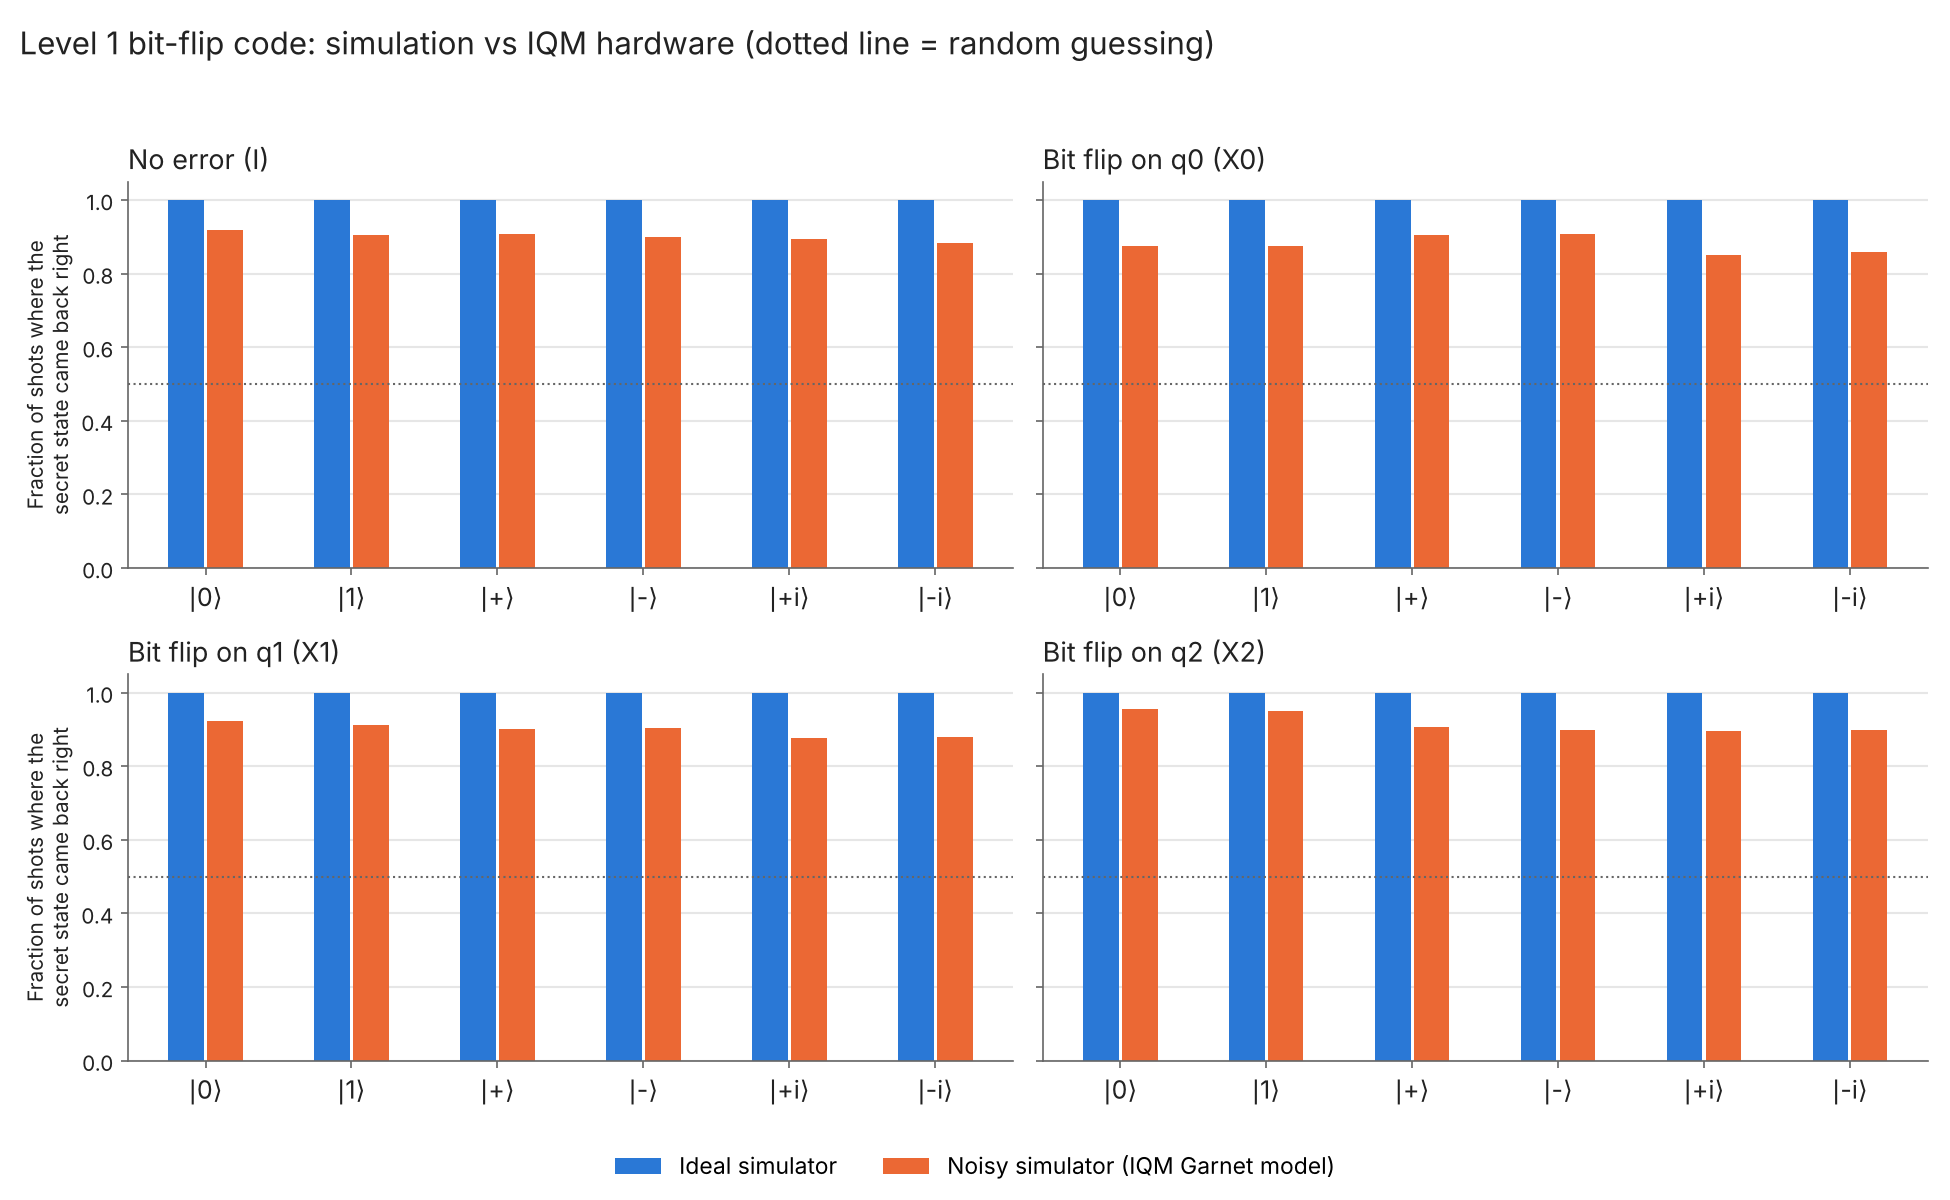 Level 1 bit-flip code: simulation vs IQM hardware (dotted line = random guessing)
No error (I)
Fraction of shots where the
secret state came back right
1.0
0.8
0.6
0.4
0.2
0.0
|0⟩ |1⟩ |+⟩ |-⟩ |+i⟩ |-i⟩
Bit flip on q0 (X0)
|0⟩ |1⟩ |+⟩ |-⟩ |+i⟩ |-i⟩
Bit flip on q1 (X1)
Fraction of shots where the
secret state came back right
1.0
0.8
0.6
0.4
0.2
0.0
|0⟩ |1⟩ |+⟩ |-⟩ |+i⟩ |-i⟩
Bit flip on q2 (X2)
|0⟩ |1⟩ |+⟩ |-⟩ |+i⟩ |-i⟩
Ideal simulator
Noisy simulator (IQM Garnet model)